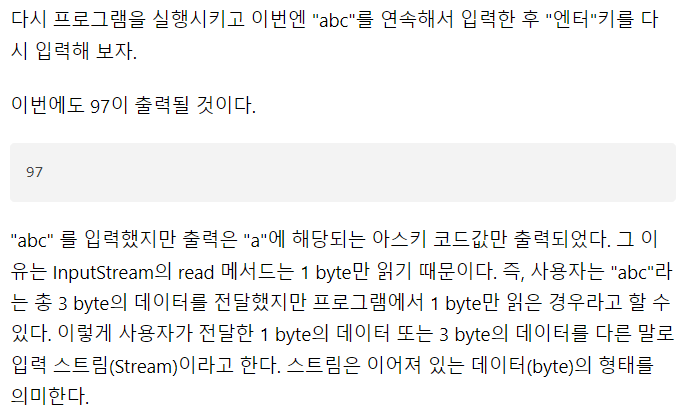 다시 프로그램을 실행시키고 이번엔 "abc"를 연속해서 입력한 후 "엔터"키를 다
시 입력해 보자.
이번에도 97이 출력될 것이다.
97
"abc" 를 입력했지만 출력은 "a"에 해당되는 아스키 코드값만 출력되었다. 그 이
유는 InputStream의 read 메서드는 1 byte만 읽기 때문이다. 즉, 사용자는 "abc"라
는 총 3 byte의 데이터를 전달했지만 프로그램에서 1 byte만 읽은 경우라고 할 수
있다. 이렇게 사용자가 전달한 1 byte의 데이터 또는 3 byte의 데이터를 다른 말로
입력 스트림(Stream)이라고 한다. 스트림은 이어져 있는 데이터(byte)의 형태를
의미한다.